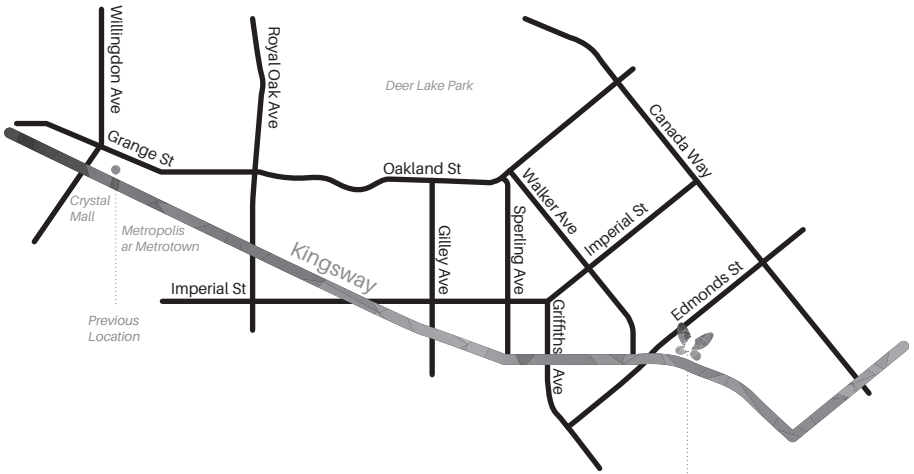 Willingdon Ave
Royal Oak Ave
Deer Lake Park
Canada Way
Grange St
Oakland St
Walker Ave
Crystal
Mall
Metropolis
ar Metrotown
Sperling Ave
Imperial St
Gilley Ave
Kingsway
Edmonds St
Imperial St
Griffiths Ave
Previous
Location